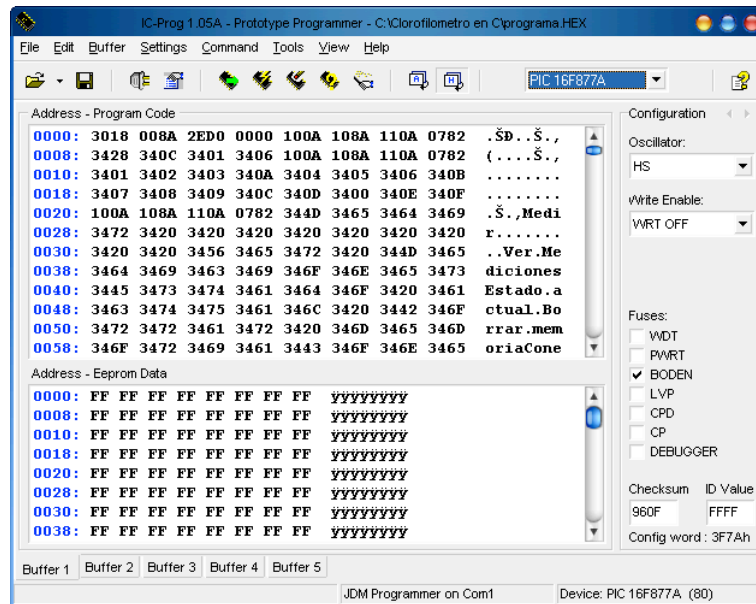 IC-Prog 1.05A - Prototype Programmer - C:\Clorofilometro en C\programa.HEX
File Edit Buffer Settings Command Tools View Help
PIC 16F877A
Address - Program Code
0000: 3018 008A 2ED0 0000 100A 108A 110A 0782 .ŠÐ..Š.‚
0008: 3428 340C 3401 3406 100A 108A 110A 0782 (....Š.‚
0010: 3401 3402 3403 340A 3404 3405 3406 340B ........
0018: 3407 3408 3409 340C 340D 3400 340E 340F ........
0020: 100A 108A 110A 0782 344D 3465 3464 3469 .Š.‚Medi
0028: 3472 3420 3420 3420 3420 3420 3420 3420 r.......
0030: 3420 3420 3456 3465 3472 3420 344D 3465 ..Ver.Me
0038: 3464 3469 3463 3469 346F 346E 3465 3473 diciones
0040: 3445 3473 3474 3461 3464 346F 3420 3461 Estado.a
0048: 3463 3474 3475 3461 346C 3420 3442 346F ctual.Bo
0050: 3472 3472 3461 3472 3420 346D 3465 346D rrar.mem
0058: 346F 3472 3469 3461 3443 346F 346E 3465 oriaCone
Address - Eeprom Data
0000: FF FF FF FF FF FF FF FF ÿÿÿÿÿÿÿÿ
0008: FF FF FF FF FF FF FF FF ÿÿÿÿÿÿÿÿ
0010: FF FF FF FF FF FF FF FF ÿÿÿÿÿÿÿÿ
0018: FF FF FF FF FF FF FF FF ÿÿÿÿÿÿÿÿ
0020: FF FF FF FF FF FF FF FF ÿÿÿÿÿÿÿÿ
0028: FF FF FF FF FF FF FF FF ÿÿÿÿÿÿÿÿ
0030: FF FF FF FF FF FF FF FF ÿÿÿÿÿÿÿÿ
0038: FF FF FF FF FF FF FF FF ÿÿÿÿÿÿÿÿ
Configuration
Oscillator:
HS
Write Enable:
WRT OFF
Fuses:
WDT
PWRT
BODEN
LVP
CPD
CP
DEBUGGER
Checksum ID Value
960F FFFF
Config word : 3F7Ah
Buffer 1 Buffer 2 Buffer 3 Buffer 4 Buffer 5
JDM Programmer on Com1 Device: PIC 16F877A (80)